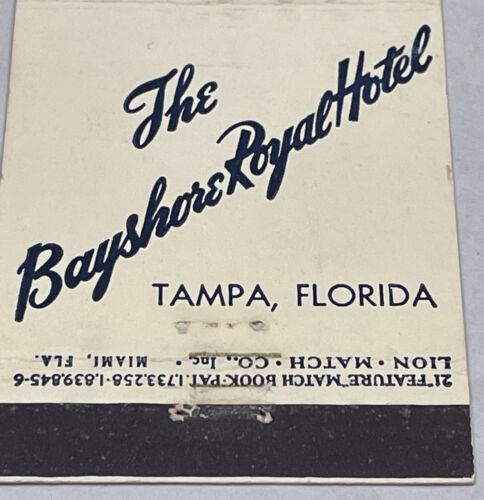 The
Bayshore Royal Hotel
TAMPA, FLORIDA
LION · MATCH · CO., Inc. · MIAMI, FLA.
21"FEATURE"MATCH BOOK·PAT.1.733.258·1.839.845-6